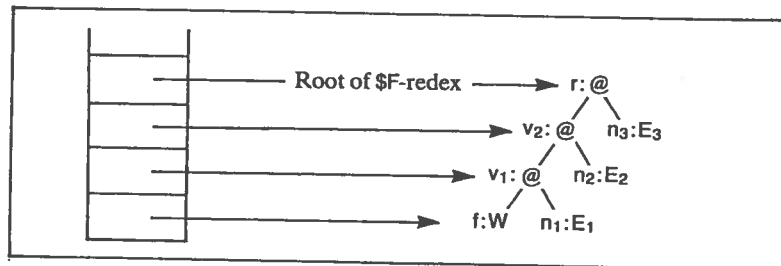 Root of $F-redex r: @
v₂: @ n₃:E₃
v₁: @ n₂:E₂
f:W n₁:E₁